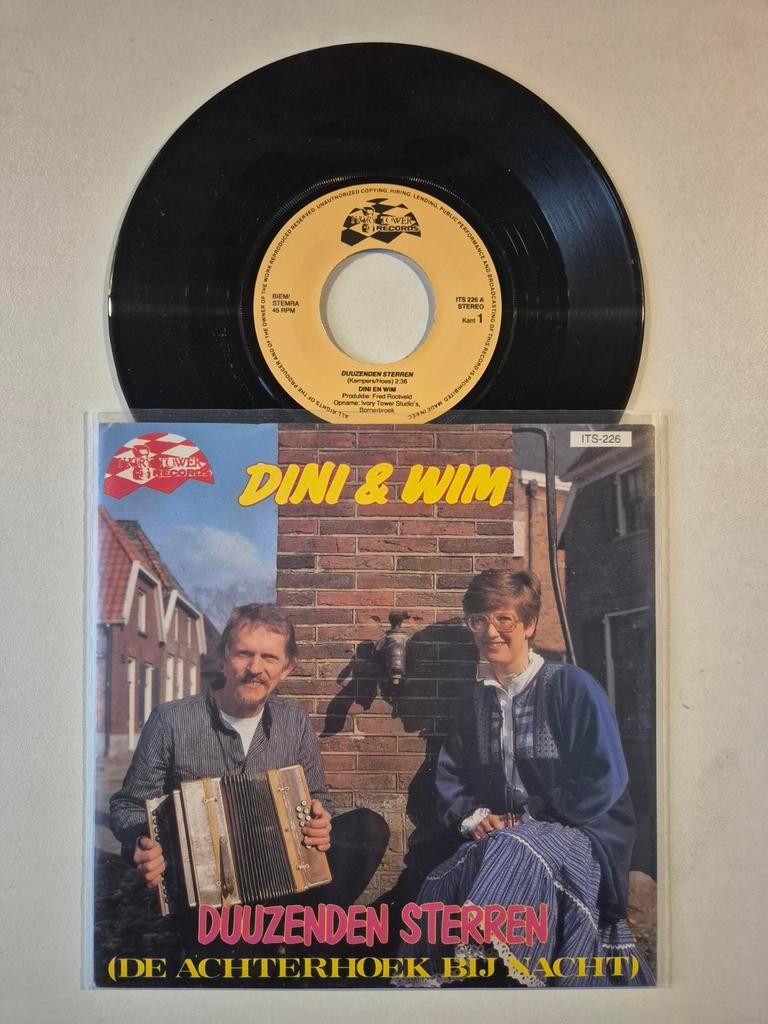 ALL RIGHTS OF THE PRODUCER AND OF THE OWNER OF THE WORK REPRODUCED RESERVED. UNAUTHORIZED COPYING, HIRING, LENDING, PUBLIC PERFORMANCE AND BROADCASTING OF THIS RECORD IS PROHIBITED MADE IN EEC
IVORY TOWER
RECORDS
BIEM/
STEMRA
45 RPM
ITS 226 A
STEREO
Kant 1
DUUZENDEN STERREN
(Kempers/Hoes) 2:36
DINI EN WIM
Produktie: Fred Rootveld
Opname: Ivory Tower Studio's,
Bornerbroek
IVORY TOWER
RECORDS
ITS-226
DINI & WIM
DUUZENDEN STERREN
(DE ACHTERHOEK BIJ NACHT)